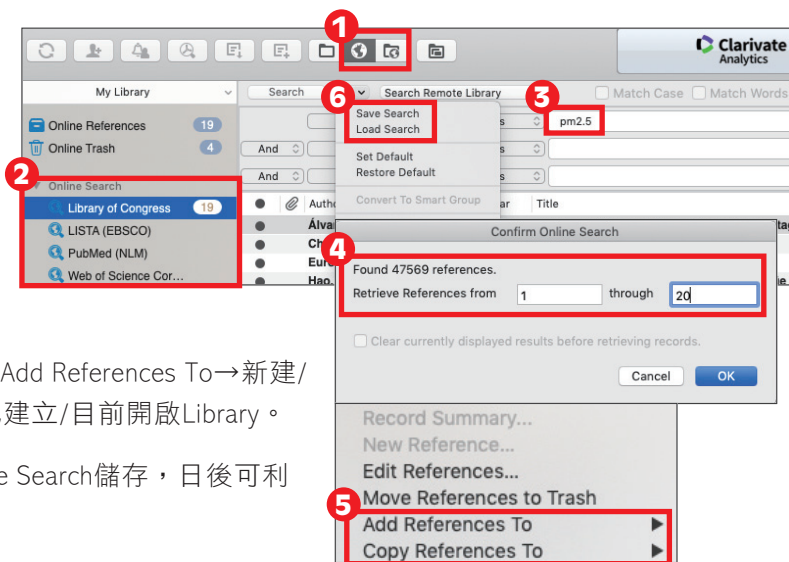 1
Clarivate
Analytics
My Library
Search
6
Search Remote Library
3
Match Case
Match Words
Online References 19
Save Search
Load Search
s
pm2.5
Online Trash 4
And
Set Default
s
Restore Default
2
Online Search
And
s
Library of Congress 19
Convert To Smart Group
ar
Title
LISTA (EBSCO)
PubMed (NLM)
Web of Science Cor...
Confirm Online Search
4
Found 47569 references.
Retrieve References from 1 through 20
Clear currently displayed results before retrieving records.
Cancel
OK
Add References To→新建/
建立/目前開啟Library。
e Search儲存，日後可利
Record Summary...
New Reference...
Edit References...
Move References to Trash
5
Add References To
Copy References To